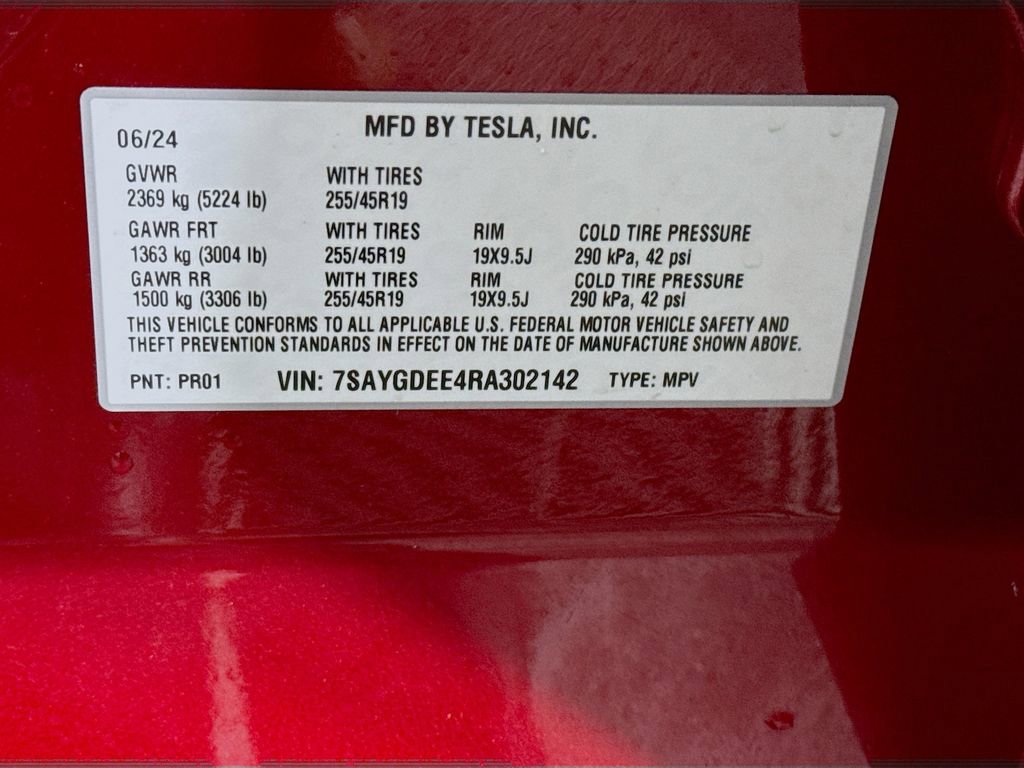 MFD BY TESLA, INC.
06/24
GVWR WITH TIRES
2369 kg (5224 lb) 255/45R19
GAWR FRT WITH TIRES RIM COLD TIRE PRESSURE
1363 kg (3004 lb) 255/45R19 19X9.5J 290 kPa, 42 psi
GAWR RR WITH TIRES RIM COLD TIRE PRESSURE
1500 kg (3306 lb) 255/45R19 19X9.5J 290 kPa, 42 psi
THIS VEHICLE CONFORMS TO ALL APPLICABLE U.S. FEDERAL MOTOR VEHICLE SAFETY AND
THEFT PREVENTION STANDARDS IN EFFECT ON THE DATE OF MANUFACTURE SHOWN ABOVE.
PNT: PR01 VIN: 7SAYGDEE4RA302142 TYPE: MPV